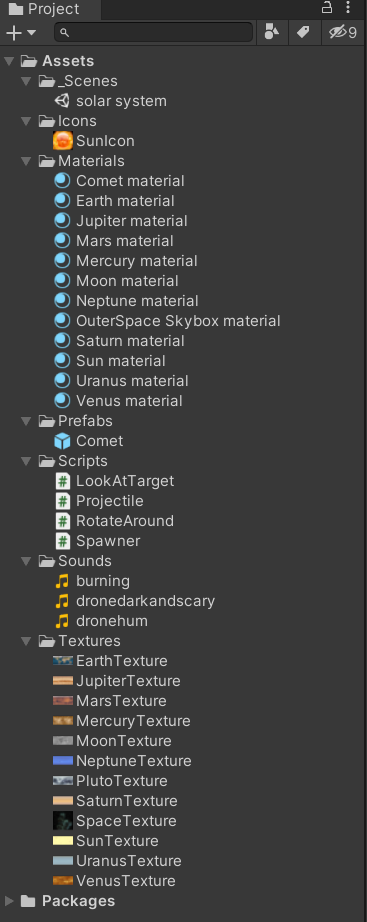 Project
9
Assets
_Scenes
solar system
Icons
SunIcon
Materials
Comet material
Earth material
Jupiter material
Mars material
Mercury material
Moon material
Neptune material
OuterSpace Skybox material
Saturn material
Sun material
Uranus material
Venus material
Prefabs
Comet
Scripts
# LookAtTarget
# Projectile
# RotateAround
# Spawner
Sounds
burning
dronedarkandscary
dronehum
Textures
EarthTexture
JupiterTexture
MarsTexture
MercuryTexture
MoonTexture
NeptuneTexture
PlutoTexture
SaturnTexture
SpaceTexture
SunTexture
UranusTexture
VenusTexture
Packages